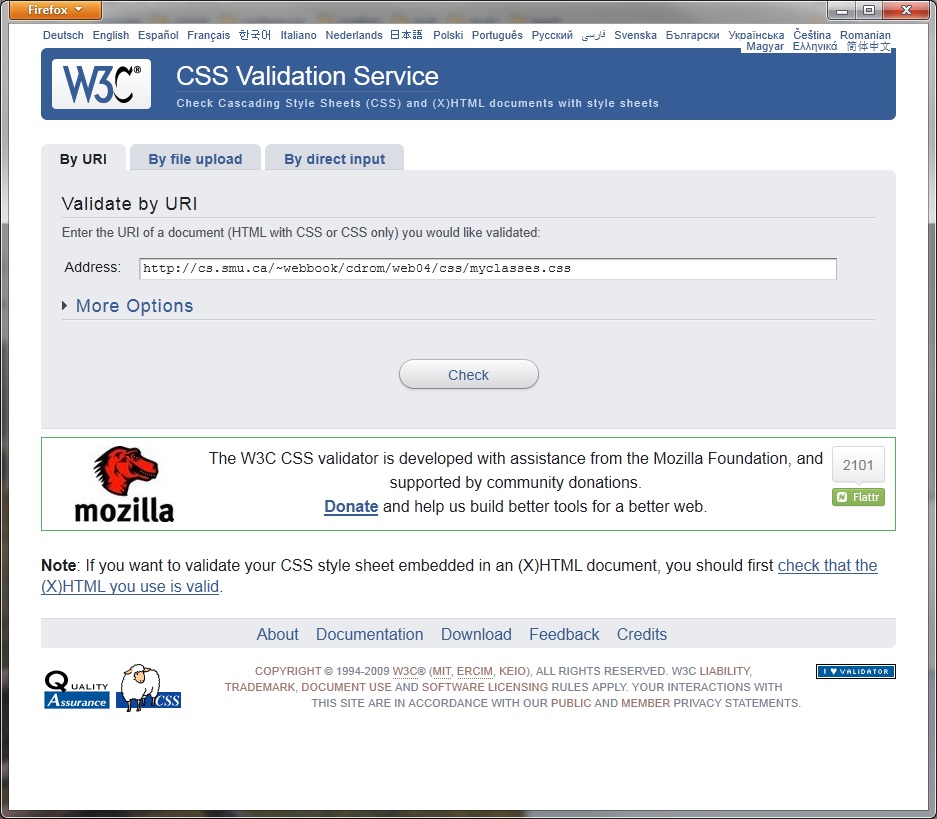 Firefox
Deutsch English Español Français 한국어 Italiano Nederlands 日本語 Polski Português Русский فارسی Svenska Български Українська Čeština Romanian
Magyar Ελληνικά 简体中文
W3C®
CSS Validation Service
Check Cascading Style Sheets (CSS) and (X)HTML documents with style sheets
By URI By file upload By direct input
Validate by URI
Enter the URI of a document (HTML with CSS or CSS only) you would like validated:
Address: http://cs.smu.ca/~webbook/cdrom/web04/css/myclasses.css
More Options
Check
mozilla
The W3C CSS validator is developed with assistance from the Mozilla Foundation, and
supported by community donations.
Donate and help us build better tools for a better web.
2101
Flattr
Note: If you want to validate your CSS style sheet embedded in an (X)HTML document, you should first check that the
(X)HTML you use is valid.
About Documentation Download Feedback Credits
QUALITY
Assurance
CSS
COPYRIGHT © 1994-2009 W3C® (MIT, ERCIM, KEIO), ALL RIGHTS RESERVED. W3C LIABILITY,
TRADEMARK, DOCUMENT USE AND SOFTWARE LICENSING RULES APPLY. YOUR INTERACTIONS WITH
THIS SITE ARE IN ACCORDANCE WITH OUR PUBLIC AND MEMBER PRIVACY STATEMENTS.
I ♥ VALIDATOR